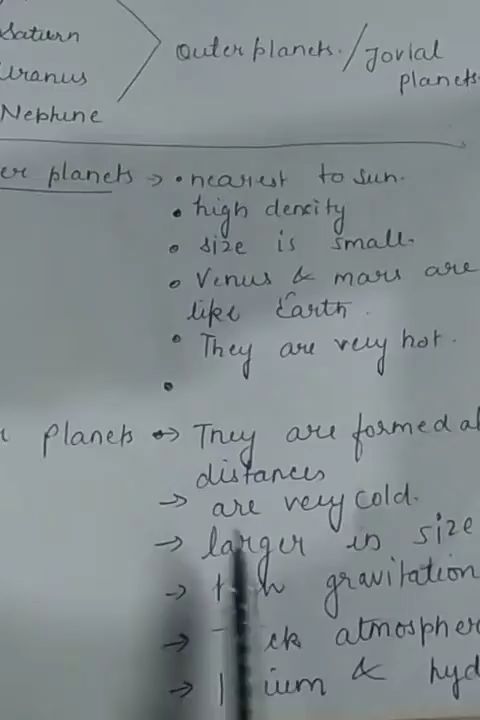 Saturn
Uranus
Nephune
Outer planets. / Jovial
planets
er planets → • nearest to sun.
• high density
• size is small.
• Venus & mars are
like Earth.
• They are very hot.
•
r planets → They are formed a
distances
→ are very cold.
→ larger in size
→ gravitation
→ atmospher
→ & hyd